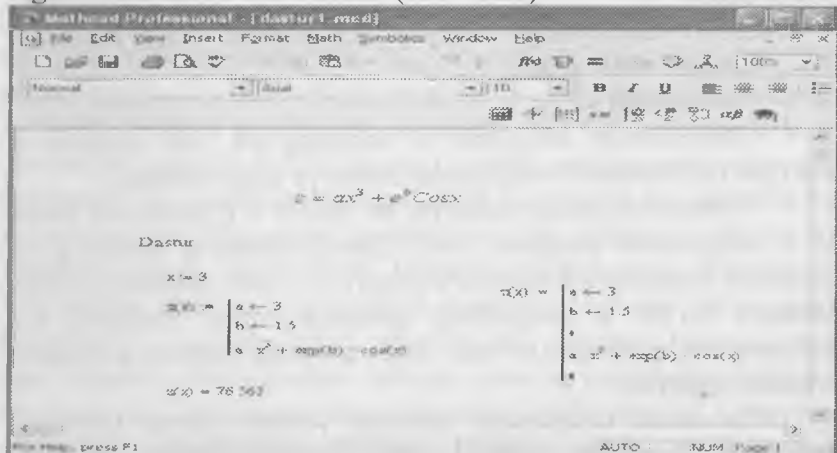 Mathcad Professional - [dastur1.mcd]
File Edit View Insert Format Math Symbolics Window Help
100%
Normal Arial 10 B I U
= ax³ + e^b Cosx
Dastur
x := 3
a ← 3
b ← 1.5
a · x³ + exp(b) · cos(x)
(x) = 76.563
(x) := a ← 3
b ← 1.5
a · x³ + exp(b) · cos(x)
press F1 AUTO NUM Page 1